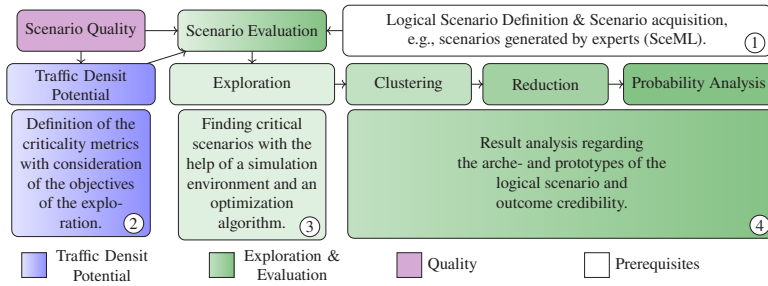 Scenario Quality
Scenario Evaluation
Logical Scenario Definition & Scenario acquisition,
e.g., scenarios generated by experts (SceML).
1
Traffic Densit
Potential
Exploration
Clustering
Reduction
Probability Analysis
Definition of the
criticality metrics
with consideration
of the objectives
of the explo-
ration.
2
Finding critical
scenarios with the
help of a simulation
environment and an
optimization
algorithm.
3
Result analysis regarding
the arche- and prototypes of the
logical scenario and
outcome credibility.
4
Traffic Densit
Potential
Exploration &
Evaluation
Quality
Prerequisites